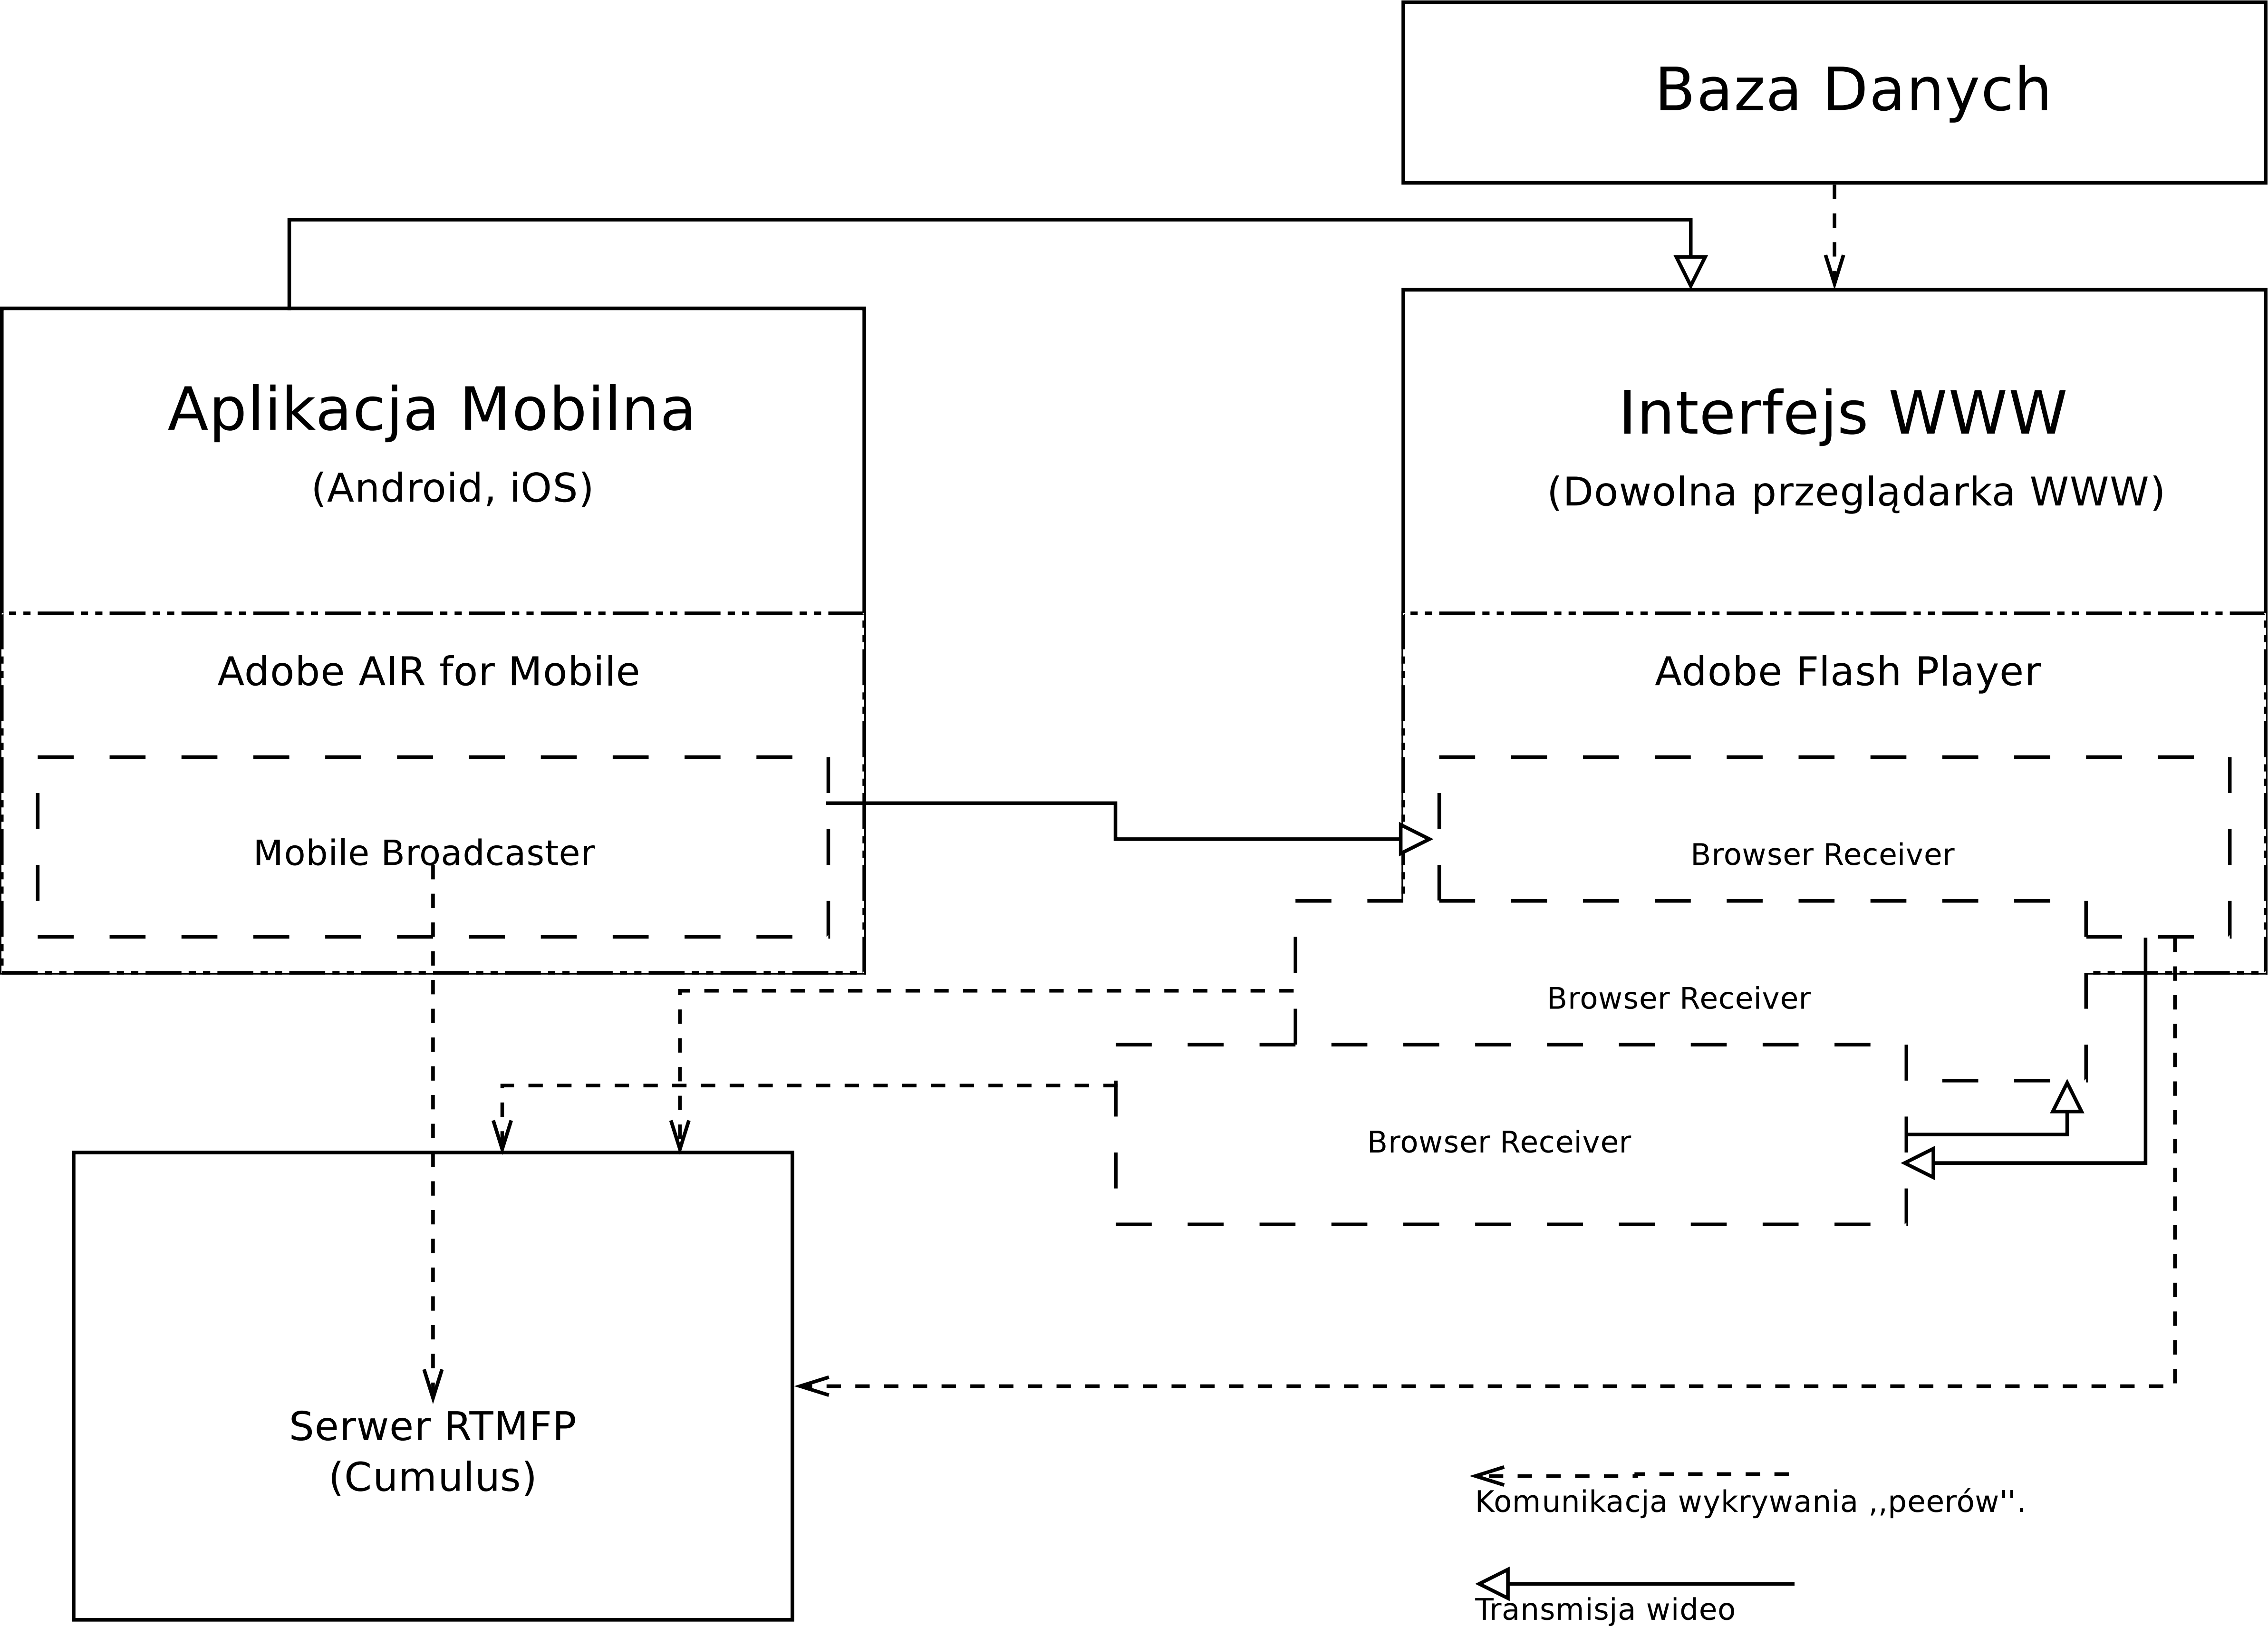 Baza Danych
Aplikacja Mobilna
(Android, iOS)
Interfejs WWW
(Dowolna przeglądarka WWW)
Adobe AIR for Mobile
Adobe Flash Player
Mobile Broadcaster
Browser Receiver
Browser Receiver
Browser Receiver
Serwer RTMFP
(Cumulus)
Komunikacja wykrywania ,,peerów''.
Transmisja wideo